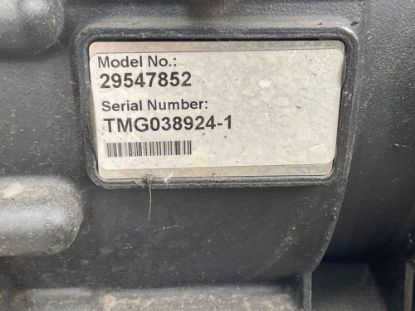 Model No.:
29547852
Serial Number:
TMG038924-1